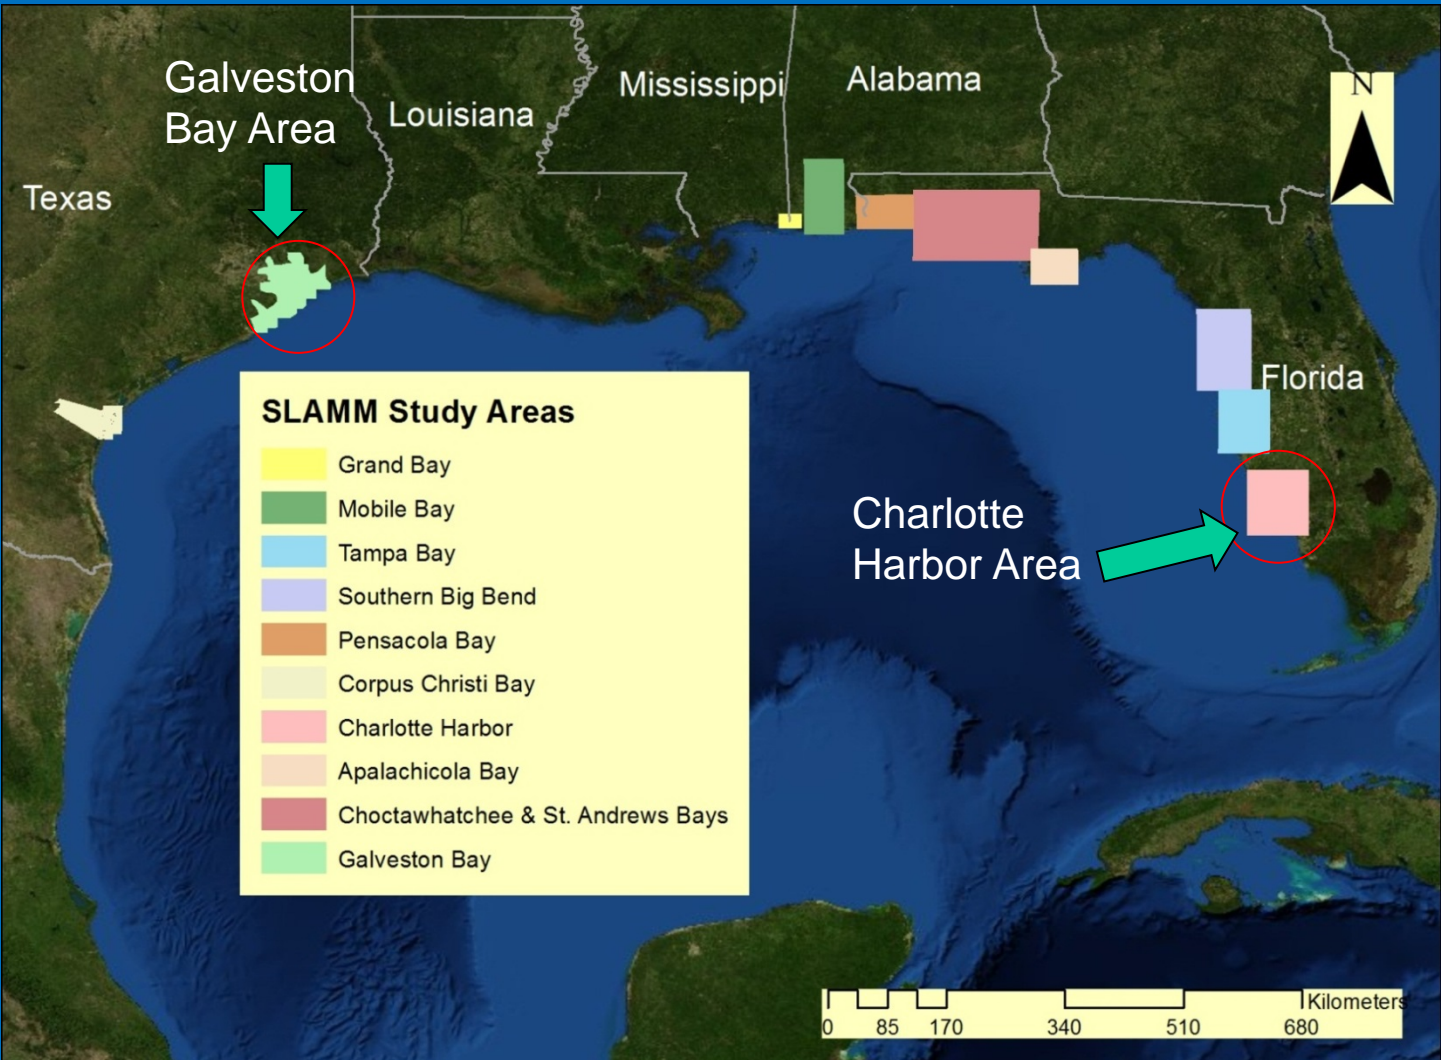 Galveston
Bay Area
Louisiana
Mississippi
Alabama
N
Texas
Florida
SLAMM Study Areas
Grand Bay
Mobile Bay
Tampa Bay
Southern Big Bend
Pensacola Bay
Corpus Christi Bay
Charlotte Harbor
Apalachicola Bay
Choctawhatchee & St. Andrews Bays
Galveston Bay
Charlotte
Harbor Area
Kilometers
0 85 170 340 510 680